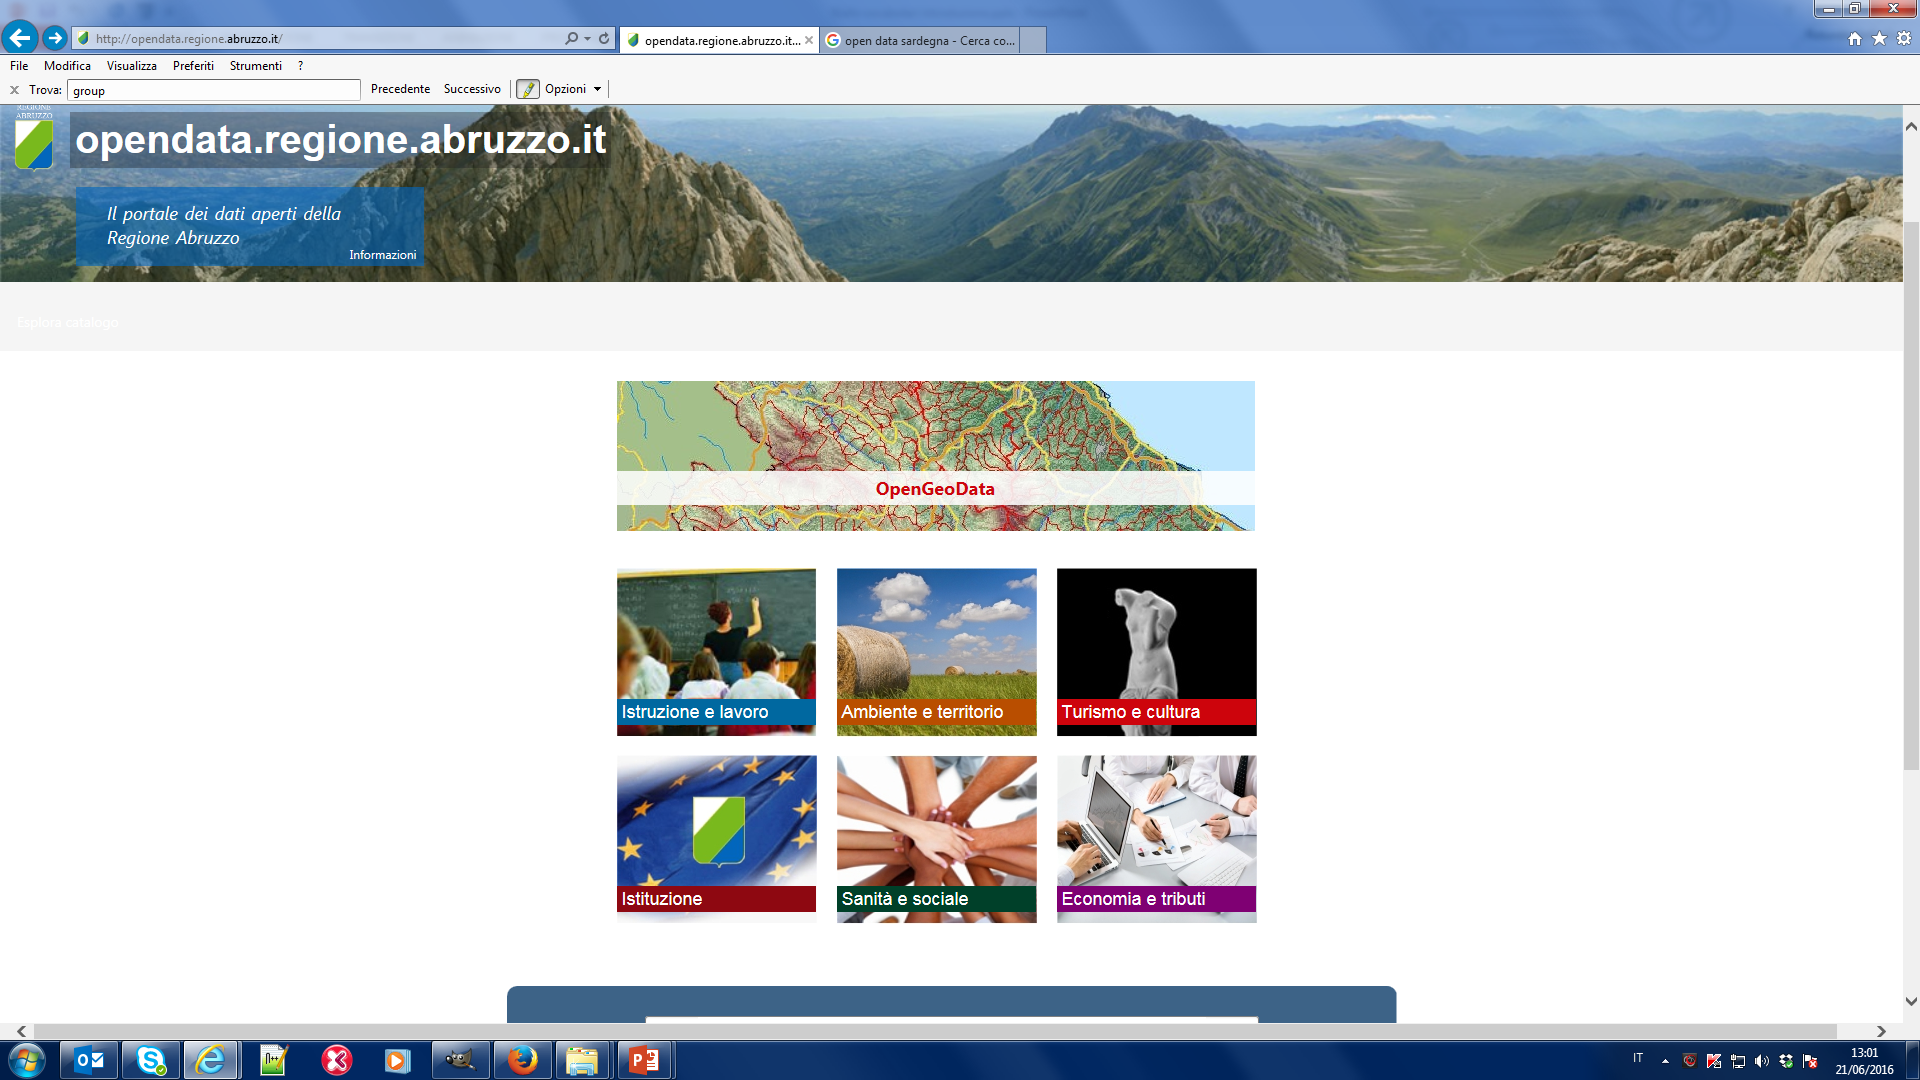 http://opendata.regione.abruzzo.it/
opendata.regione.abruzzo.it...
open data sardegna - Cerca co...
File Modifica Visualizza Preferiti Strumenti ?
Trova: group Precedente Successivo Opzioni
REGIONE
ABRUZZO
opendata.regione.abruzzo.it
Il portale dei dati aperti della
Regione Abruzzo
Informazioni
Esplora catalogo
OpenGeoData
Istruzione e lavoro
Ambiente e territorio
Turismo e cultura
Istituzione
Sanità e sociale
Economia e tributi
IT
13:01
21/06/2016